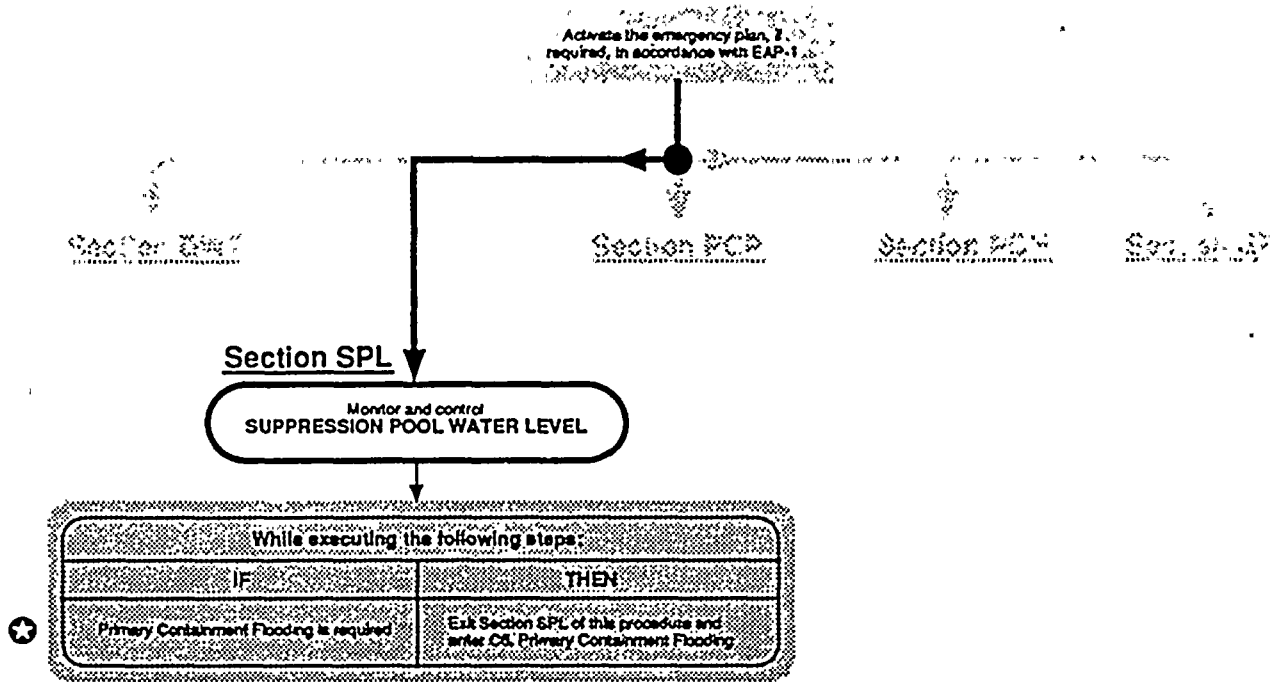 Activate the emergency plan, if
required, in accordance with EAP-1
Section PCP
Section
Section SPL
Monitor and control
SUPPRESSION POOL WATER LEVEL
While executing the following steps:
IF
THEN
Primary Containment Flooding is required
Exit Section SPL of this procedure and
enter C6, Primary Containment Flooding